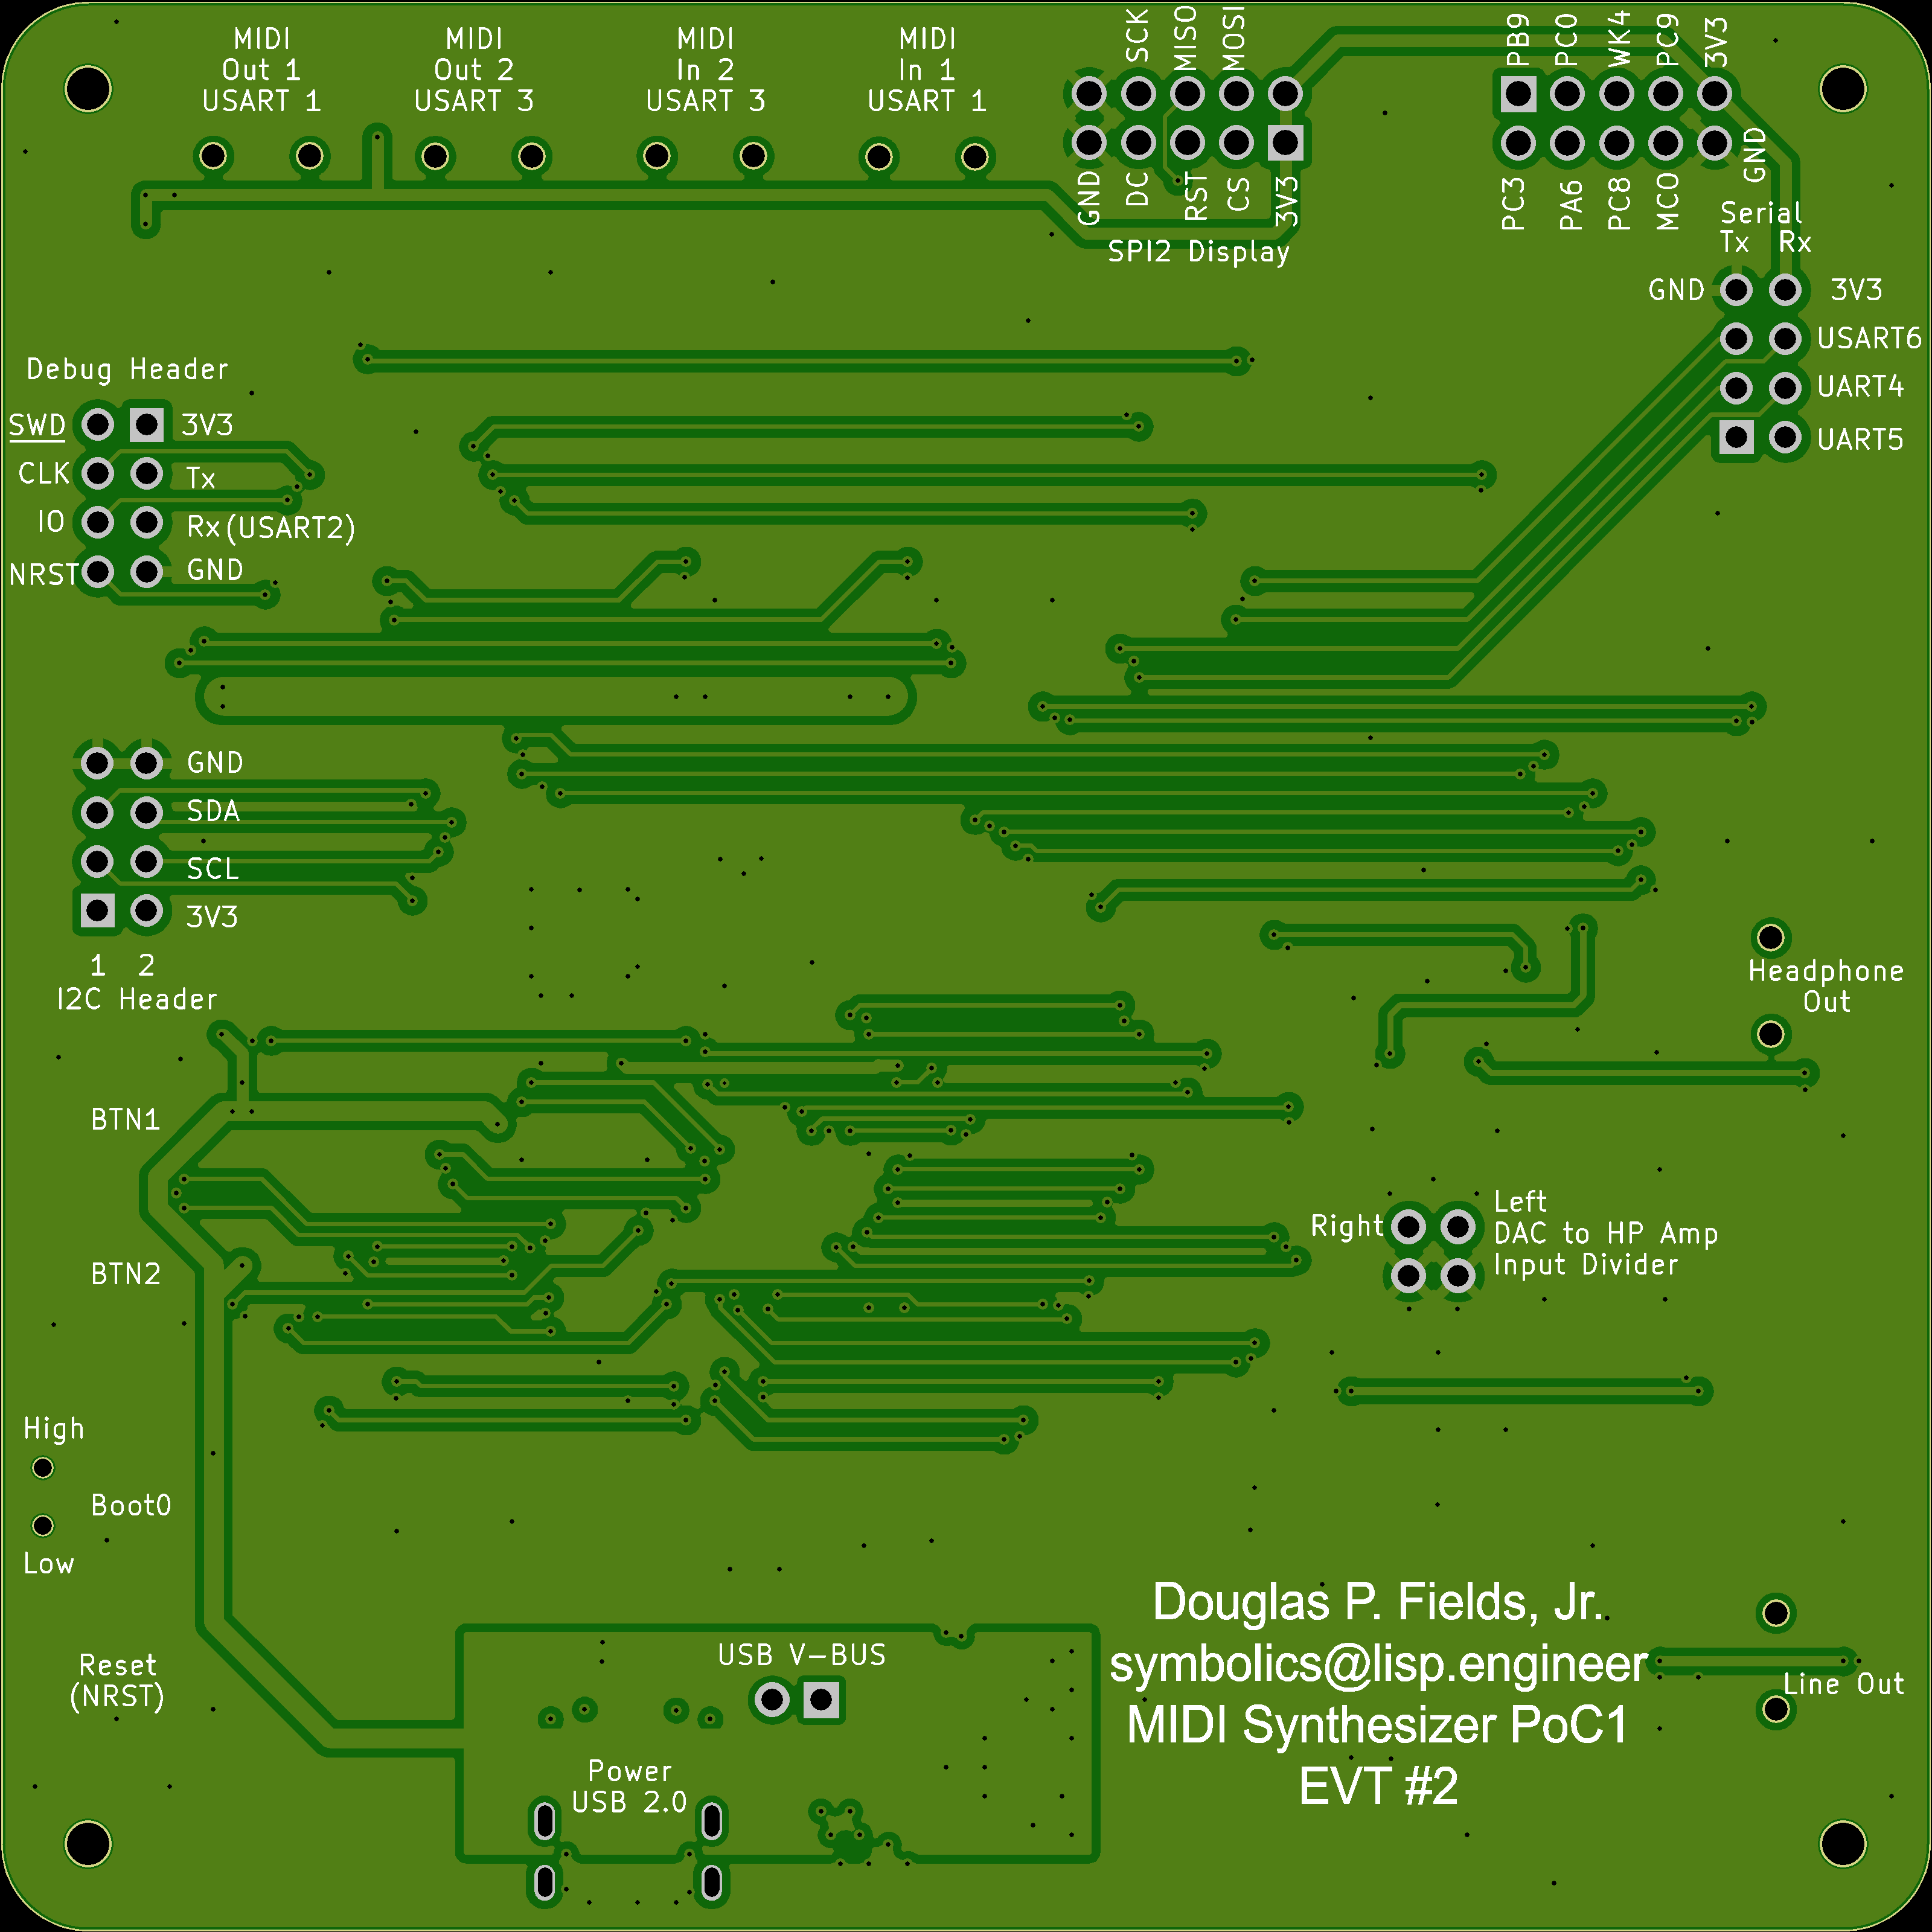 MIDI
Out 1
USART 1
MIDI
Out 2
USART 3
MIDI
In 2
USART 3
MIDI
In 1
USART 1
SCK
MISO
MOSI
GND
DC
RST
CS
3V3
SPI2 Display
PB9
PC0
WK4
PC9
3V3
PC3
PA6
PC8
MCO
GND
Serial
Tx Rx
GND 3V3
USART6
UART4
UART5
Debug Header
SWD 3V3
CLK Tx
IO Rx (USART2)
NRST GND
GND
SDA
SCL
3V3
1 2
I2C Header
Headphone
Out
BTN1
BTN2
Right
Left
DAC to HP Amp
Input Divider
High
Boot0
Low
Reset
(NRST)
USB V-BUS
Power
USB 2.0
Douglas P. Fields, Jr.
symbolics@lisp.engineer
MIDI Synthesizer PoC1
EVT #2
Line Out